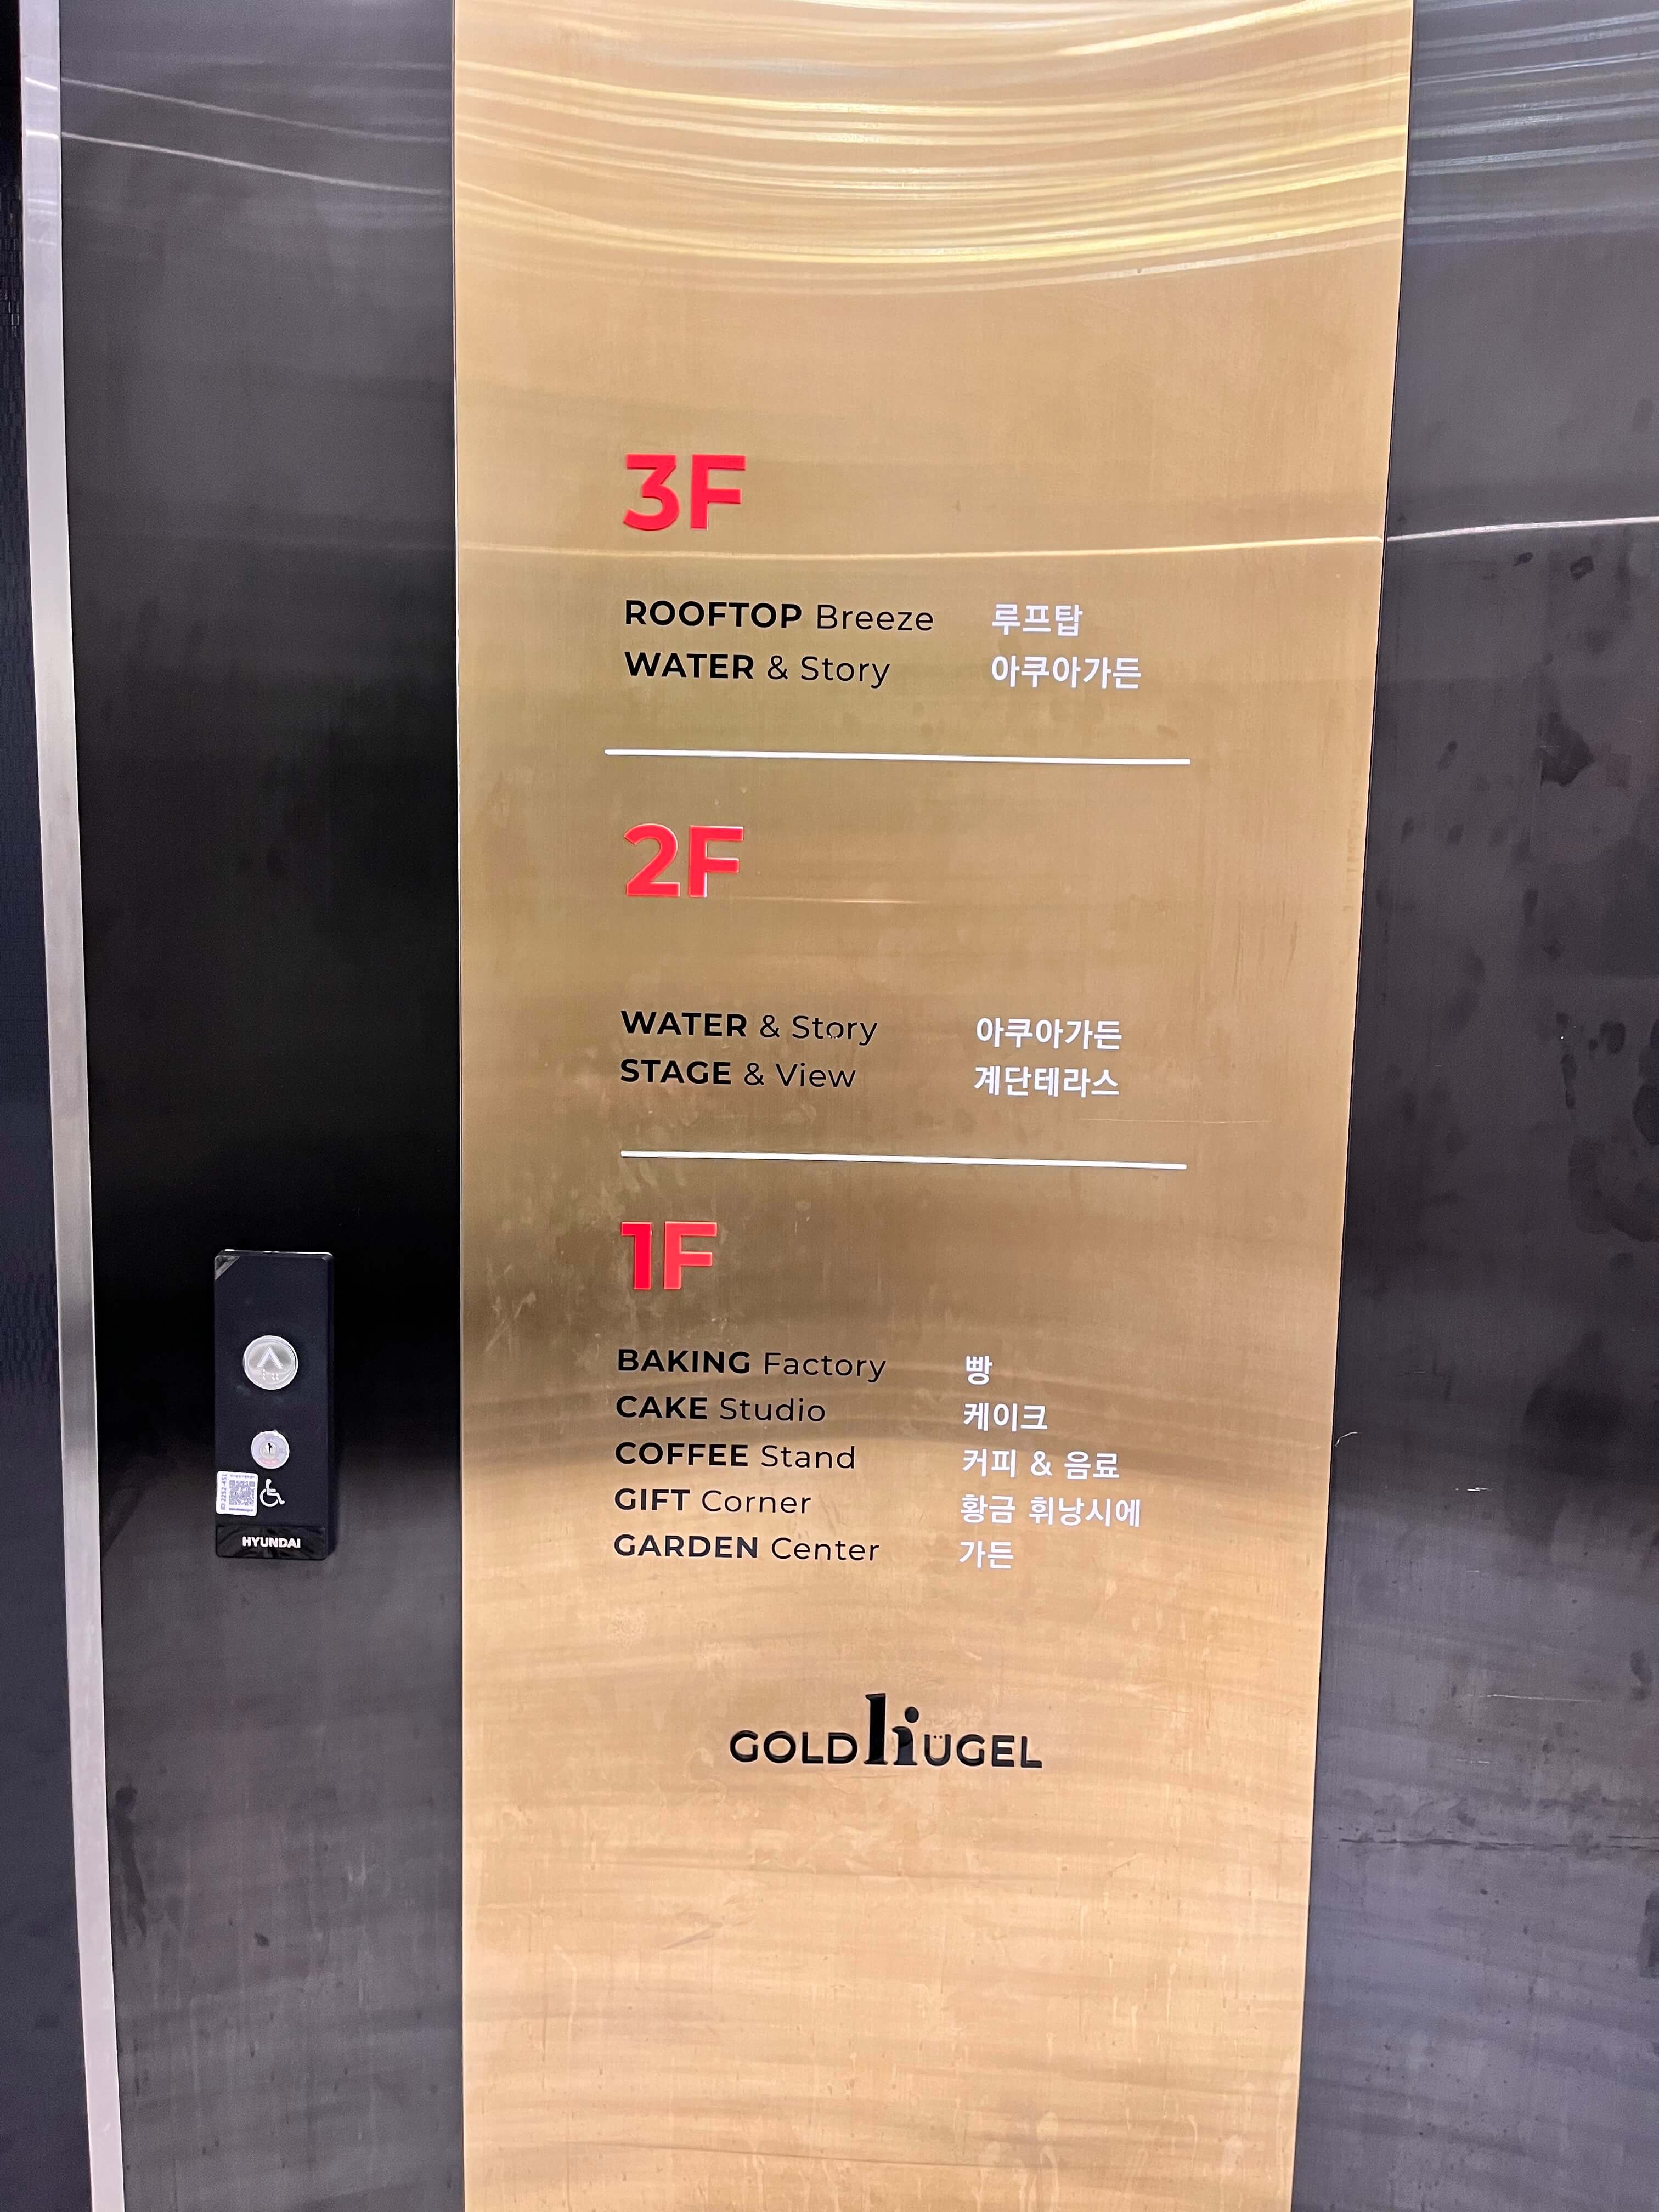 3F
ROOFTOP Breeze 루프탑
WATER & Story 아쿠아가든
2F
WATER & Story 아쿠아가든
STAGE & View 계단테라스
1F
BAKING Factory 빵
CAKE Studio 케이크
COFFEE Stand 커피 & 음료
GIFT Corner 황금 휘낭시에
GARDEN Center 가든
GOLD hÜGEL
HYUNDAI